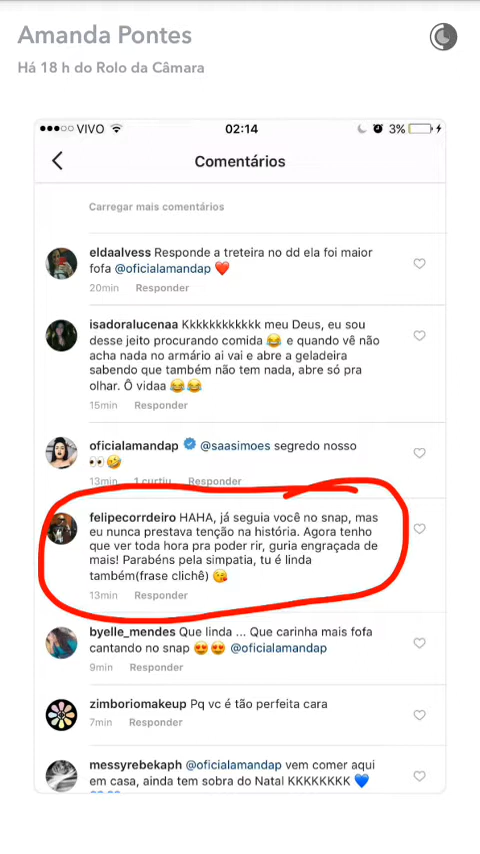 Amanda Pontes
Há 18 h do Rolo da Câmara
VIVO 02:14 3%
Comentários
Carregar mais comentários
eldaalvess Responde a treteira no dd ela foi maior
fofa @oficialamandap ❤️
20min Responder
isadoralucenaa Kkkkkkkkkkkk meu Deus, eu sou
desse jeito procurando comida 😂 e quando vê não
acha nada no armário ai vai e abre a geladeira
sabendo que também não tem nada, abre só pra
olhar. Ô vidaa 😂😂
15min Responder
oficialamandap @saasimoes segredo nosso
👀🤣
13min 1 curtiu Responder
felipecorrdeiro HAHA, já seguia você no snap, mas
eu nunca prestava tenção na história. Agora tenho
que ver toda hora pra poder rir, guria engraçada de
mais! Parabéns pela simpatia, tu é linda
também(frase clichê) 😘
13min Responder
byelle_mendes Que linda ... Que carinha mais fofa
cantando no snap 😍😍 @oficialamandap
9min Responder
zimboriomakeup Pq vc é tão perfeita cara
7min Responder
messyrebekaph @oficialamandap vem comer aqui
em casa, ainda tem sobra do Natal KKKKKKKK 💙